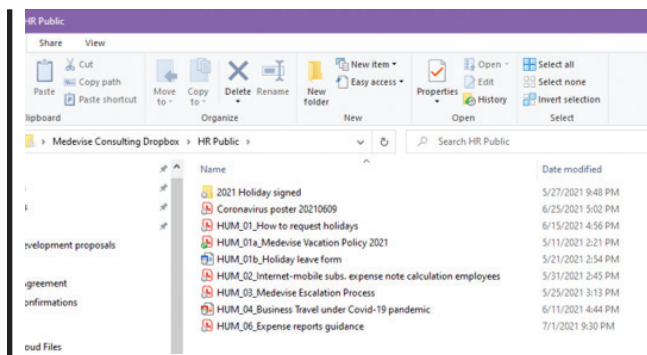 HR Public
Share View
Cut
Copy path
Paste shortcut
Paste
Move to
Copy to
Delete
Rename
New folder
New item
Easy access
Properties
Open
Edit
History
Select all
Select none
Invert selection
lipboard Organize New Open Select
Medevise Consulting Dropbox > HR Public >
Search HR Public
Name Date modified
2021 Holiday signed 5/27/2021 9:48 PM
Coronavirus poster 20210609 6/25/2021 5:02 PM
HUM_01_How to request holidays 6/15/2021 4:56 PM
HUM_01a_Medevise Vacation Policy 2021 5/11/2021 2:21 PM
HUM_01b_Holiday leave form 5/21/2021 2:54 PM
HUM_02_Internet-mobile subs. expense note calculation employees 5/31/2021 2:45 PM
HUM_03_Medevise Escalation Process 5/25/2021 3:13 PM
HUM_04_Business Travel under Covid-19 pandemic 6/11/2021 4:44 PM
HUM_06_Expense reports guidance 7/1/2021 9:30 PM
evelopment proposals
greement
onfirmations
oud Files